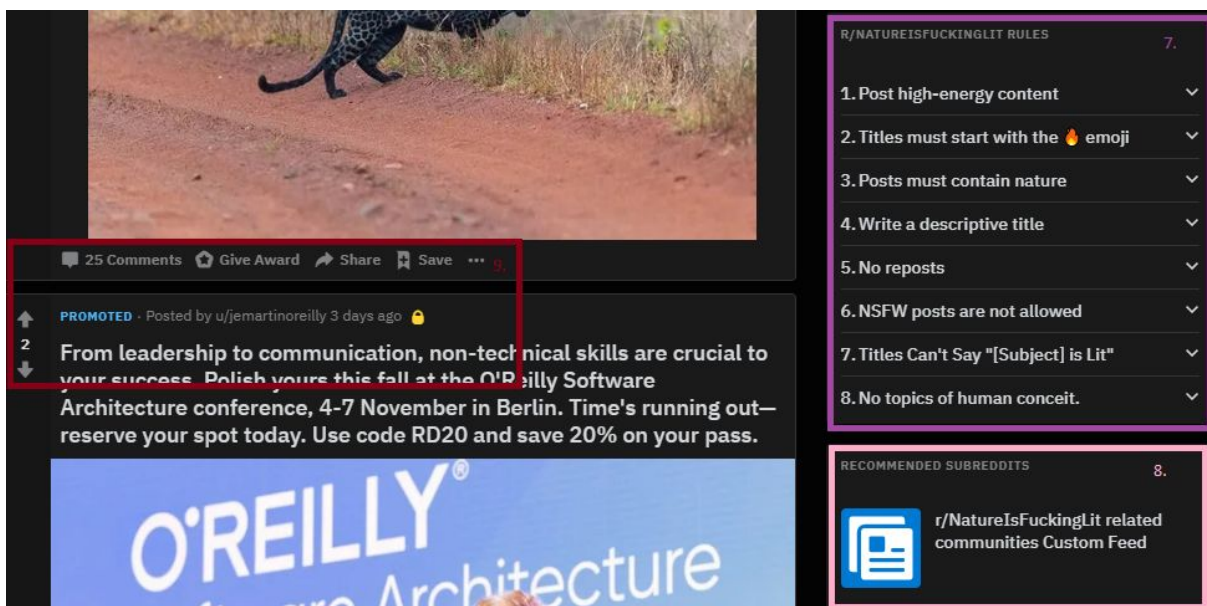 25 Comments Give Award Share Save ... 9.
PROMOTED · Posted by u/jemartinoreilly 3 days ago
2
From leadership to communication, non-technical skills are crucial to
your success. Polish yours this fall at the O'Reilly Software
Architecture conference, 4-7 November in Berlin. Time's running out—
reserve your spot today. Use code RD20 and save 20% on your pass.
O'REILLY®
Architecture
R/NATUREISFUCKINGLIT RULES 7.
1. Post high-energy content
2. Titles must start with the 🔥 emoji
3. Posts must contain nature
4. Write a descriptive title
5. No reposts
6. NSFW posts are not allowed
7. Titles Can't Say "[Subject] is Lit"
8. No topics of human conceit.
RECOMMENDED SUBREDDITS 8.
r/NatureIsFuckingLit related
communities Custom Feed